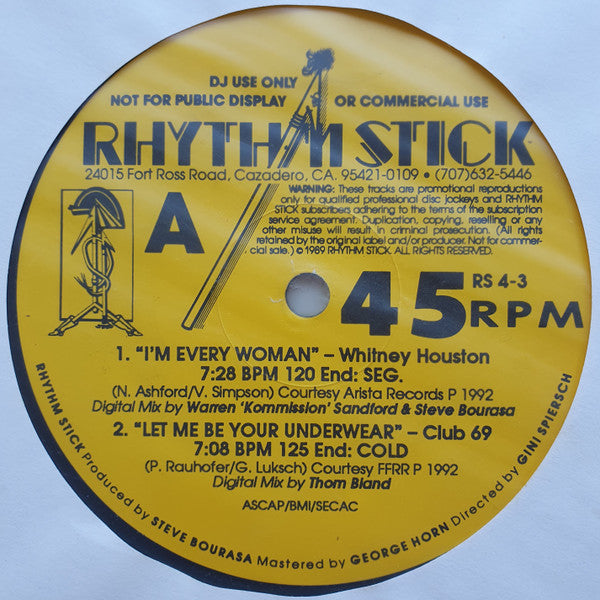 DJ USE ONLY
NOT FOR PUBLIC DISPLAY OR COMMERCIAL USE
RHYTHM STICK
24015 Fort Ross Road, Cazadero, CA. 95421-0109 • (707)632-5446
WARNING: These tracks are promotional reproductions
only for qualified professional disc jockeys and RHYTHM
STICK subscribers adhering to the terms of the subscription
service agreement. Duplication, copying, reselling or any
other misuse will result in criminal prosecution. (All rights
retained by the original label and/or producer. Not for commer-
cial sale.) © 1989 RHYTHM STICK. ALL RIGHTS RESERVED.
A
RS 4-3
45 RPM
1. “I'M EVERY WOMAN” – Whitney Houston
7:28 BPM 120 End: SEG.
(N. Ashford/V. Simpson) Courtesy Arista Records P 1992
Digital Mix by Warren ‘Kommission’ Sandford & Steve Bourasa
2. “LET ME BE YOUR UNDERWEAR” – Club 69
7:08 BPM 125 End: COLD
(P. Rauhofer/G. Luksch) Courtesy FFRR P 1992
Digital Mix by Thom Bland
ASCAP/BMI/SECAC
RHYTHM STICK Produced by STEVE BOURASA Mastered by GEORGE HORN Directed by GINI SPIERSCH